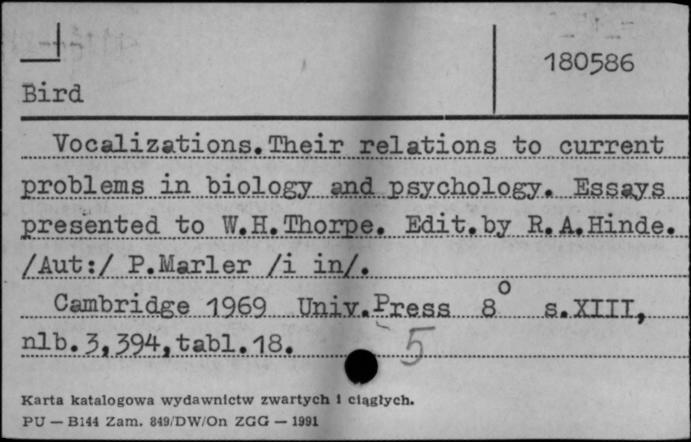 180586
Bird
Vocalizations.Their relations to current
problems in biology and psychology. Essays
presented to W.H.Thorpe. Edit.by R.A.Hinde.
/Aut:/ P.Marler /i in/.
Cambridge 1969 Univ.Press 8° s.XIII,
nlb.3,394,tabl.18. 5
Karta katalogowa wydawnictw zwartych i ciągłych.
PU — B144 Zam. 849/DW/On ZGG — 1991